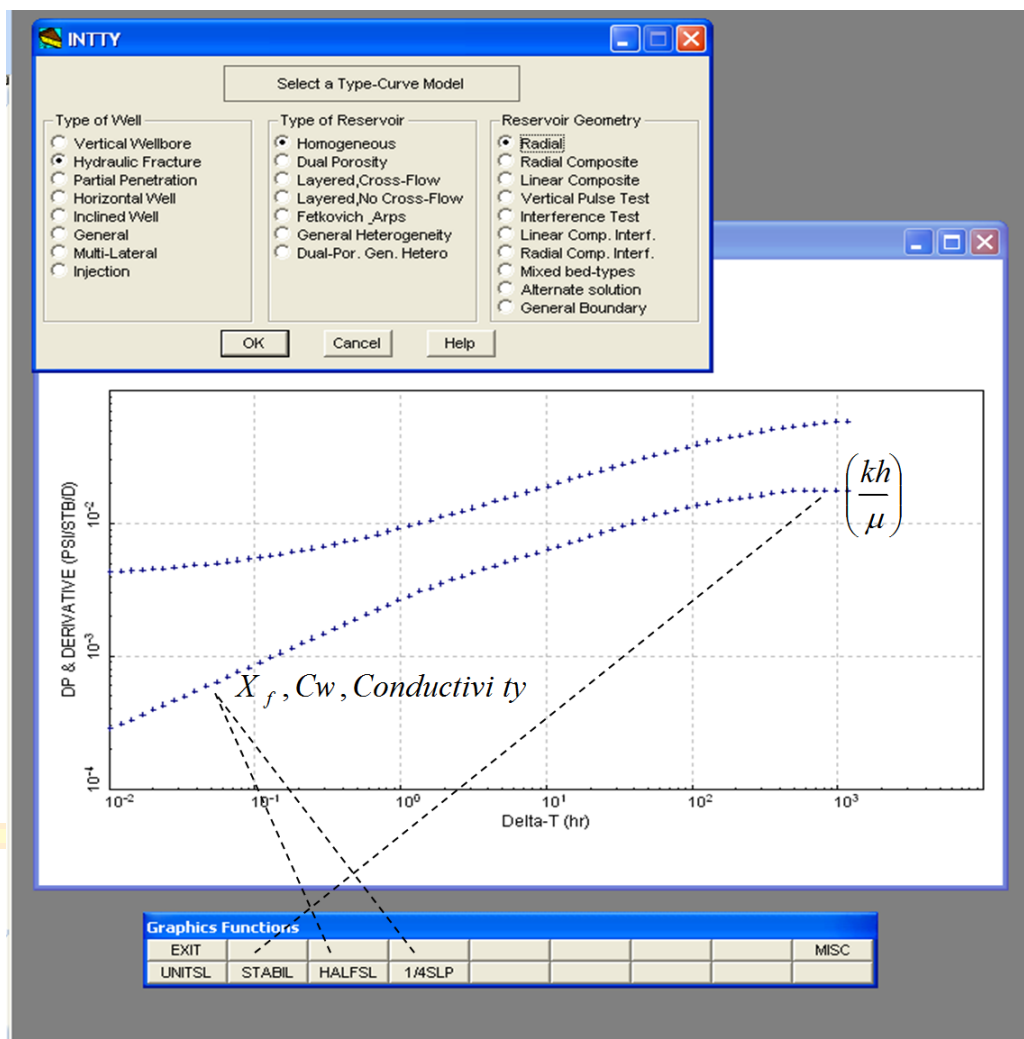 INTTY
Select a Type-Curve Model
Type of Well
Vertical Wellbore
Hydraulic Fracture
Partial Penetration
Horizontal Well
Inclined Well
General
Multi-Lateral
Injection
Type of Reservoir
Homogeneous
Dual Porosity
Layered,Cross-Flow
Layered,No Cross-Flow
Fetkovich _Arps
General Heterogeneity
Dual-Por. Gen. Hetero
Reservoir Geometry
Radial
Radial Composite
Linear Composite
Vertical Pulse Test
Interference Test
Linear Comp. Interf.
Radial Comp. Interf.
Mixed bed-types
Alternate solution
General Boundary
OK Cancel Help
DP & DERIVATIVE (PSI/STB/D)
10⁻²
10⁻³
10⁻⁴
(kh/μ)
X_f , Cw , Conductivi ty
10⁻² 10⁻¹ 10⁰ 10¹ 10² 10³
Delta-T (hr)
Graphics Functions
EXIT MISC
UNITSL STABIL HALFSL 1/4SLP